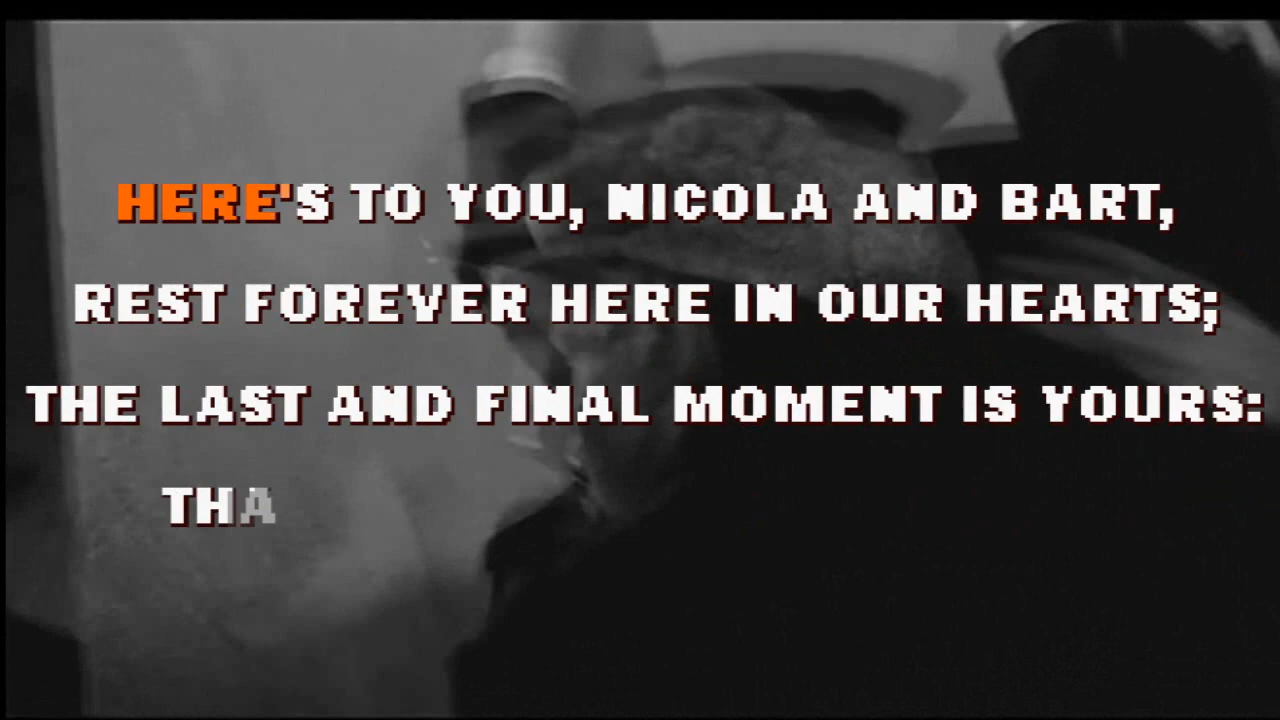 HERE'S TO YOU, NICOLA AND BART,
REST FOREVER HERE IN OUR HEARTS;
THE LAST AND FINAL MOMENT IS YOURS:
THA